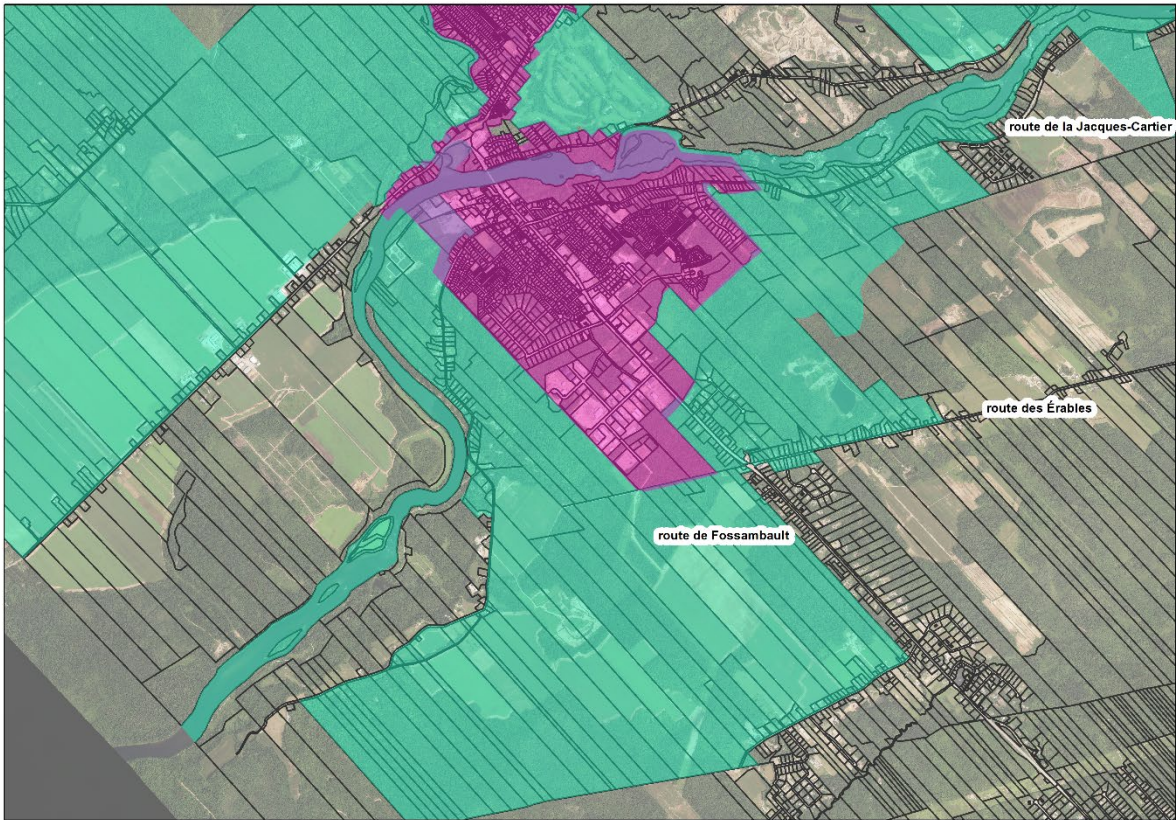 route de la Jacques-Cartier
route des Érables
route de Fossambault